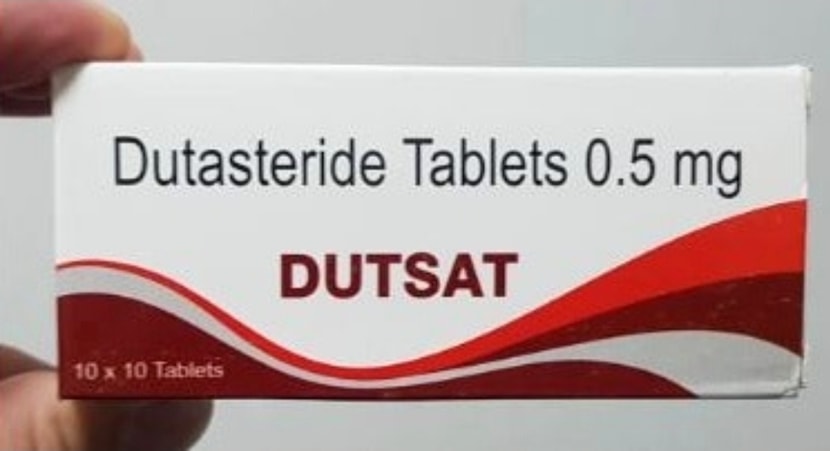 Dutasteride Tablets 0.5 mg
DUTSAT
10 x 10 Tablets